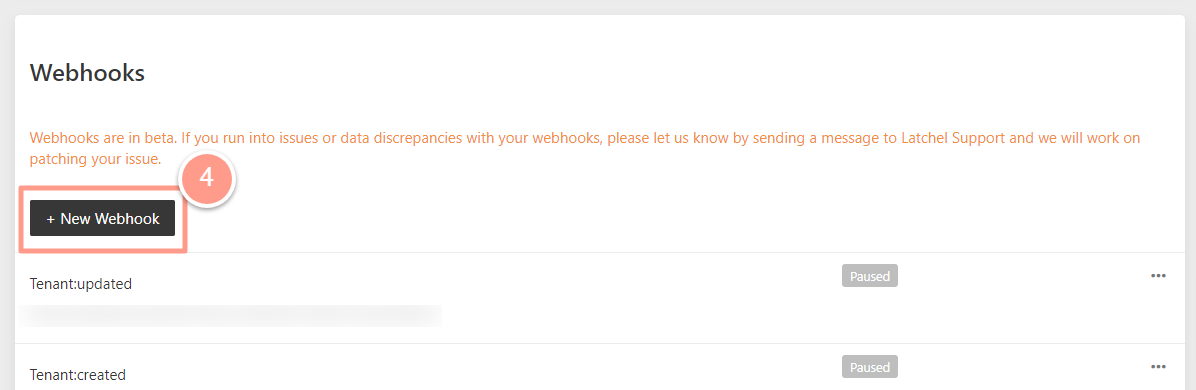 Webhooks
Webhooks are in beta. If you run into issues or data discrepancies with your webhooks, please let us know by sending a message to Latchel Support and we will work on
patching your issue.
4
+ New Webhook
Tenant:updated
Paused
Tenant:created
Paused